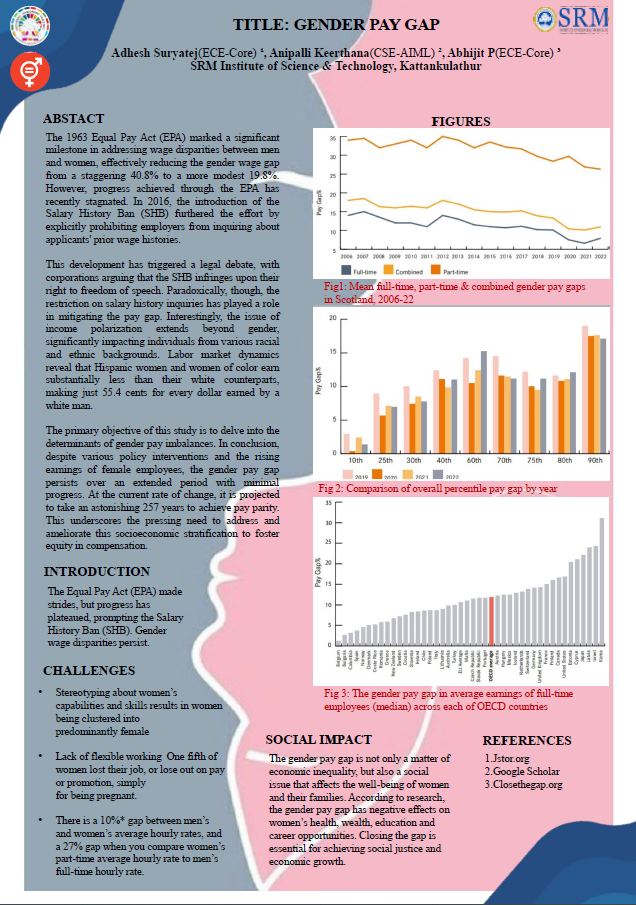 TITLE: GENDER PAY GAP
SRM
Adhesh Suryatej(ECE-Core) ¹, Anipalli Keerthana(CSE-AIML) ², Abhijit P(ECE-Core) ³
SRM Institute of Science & Technology, Kattankulathur
ABSTACT
The 1963 Equal Pay Act (EPA) marked a significant
milestone in addressing wage disparities between men
and women, effectively reducing the gender wage gap
from a staggering 40.8% to a more modest 19.8%.
However, progress achieved through the EPA has
recently stagnated. In 2016, the introduction of the
Salary History Ban (SHB) furthered the effort by
explicitly prohibiting employers from inquiring about
applicants' prior wage histories.
This development has triggered a legal debate, with
corporations arguing that the SHB infringes upon their
right to freedom of speech. Paradoxically, though, the
restriction on salary history inquiries has played a role
in mitigating the pay gap. Interestingly, the issue of
income polarization extends beyond gender,
significantly impacting individuals from various racial
and ethnic backgrounds. Labor market dynamics
reveal that Hispanic women and women of color earn
substantially less than their white counterparts,
making just 55.4 cents for every dollar earned by a
white man.
The primary objective of this study is to delve into the
determinants of gender pay imbalances. In conclusion,
despite various policy interventions and the rising
earnings of female employees, the gender pay gap
persists over an extended period with minimal
progress. At the current rate of change, it is projected
to take an astonishing 257 years to achieve pay parity.
This underscores the pressing need to address and
ameliorate this socioeconomic stratification to foster
equity in compensation.
INTRODUCTION
The Equal Pay Act (EPA) made
strides, but progress has
plateaued, prompting the Salary
History Ban (SHB). Gender
wage disparities persist.
CHALLENGES
• Stereotyping about women's
capabilities and skills results in women
being clustered into
predominantly female
• Lack of flexible working One fifth of
women lost their job, or lose out on pay
or promotion, simply
for being pregnant.
• There is a 10%* gap between men's
and women's average hourly rates, and
a 27% gap when you compare women's
part-time average hourly rate to men's
full-time hourly rate.
FIGURES
Pay Gap%
35
30
25
20
15
10
5
2006 2007 2008 2009 2010 2011 2012 2013 2014 2015 2016 2017 2018 2019 2020 2021 2022
Full-time Combined Part-time
Fig1: Mean full-time, part-time & combined gender pay gaps
in Scotland, 2006-22
Pay Gap%
20
15
10
5
0
10th 25th 30th 40th 60th 70th 75th 80th 90th
2019 2020 2021 2022
Fig 2: Comparison of overall percentile pay gap by year
Pay Gap%
35
30
25
20
15
10
5
0
OECD average
Fig 3: The gender pay gap in average earnings of full-time
employees (median) across each of OECD countries
SOCIAL IMPACT
The gender pay gap is not only a matter of
economic inequality, but also a social
issue that affects the well-being of women
and their families. According to research,
the gender pay gap has negative effects on
women's health, wealth, education and
career opportunities. Closing the gap is
essential for achieving social justice and
economic growth.
REFERENCES
1.Jstor.org
2.Google Scholar
3.Closethegap.org